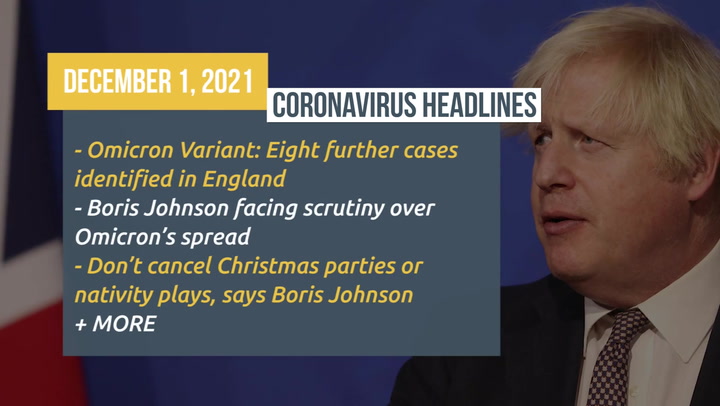 DECEMBER 1, 2021
CORONAVIRUS HEADLINES
- Omicron Variant: Eight further cases
identified in England
- Boris Johnson facing scrutiny over
Omicron’s spread
- Don’t cancel Christmas parties or
nativity plays, says Boris Johnson
+ MORE